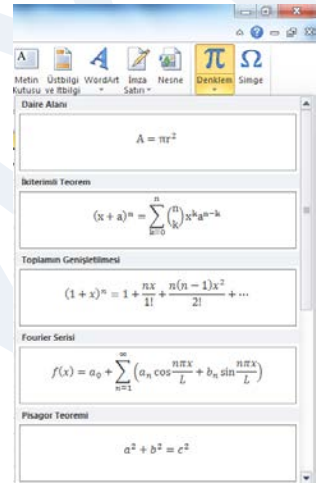 Metin Üstbilgi WordArt İmza Nesne Denklem Simge
Kutusu ve Altbilgi Satırı
Daire Alanı
A = πr²
İkiterimli Teorem
(x + a)ⁿ = ∑ₖ₌₀ⁿ (n k) xᵏaⁿ⁻ᵏ
Toplamın Genişletilmesi
(1 + x)ⁿ = 1 + nx/1! + n(n − 1)x²/2! + ⋯
Fourier Serisi
f(x) = a₀ + ∑ₙ₌₁^∞ (aₙ cos nπx/L + bₙ sin nπx/L)
Pisagor Teoremi
a² + b² = c²